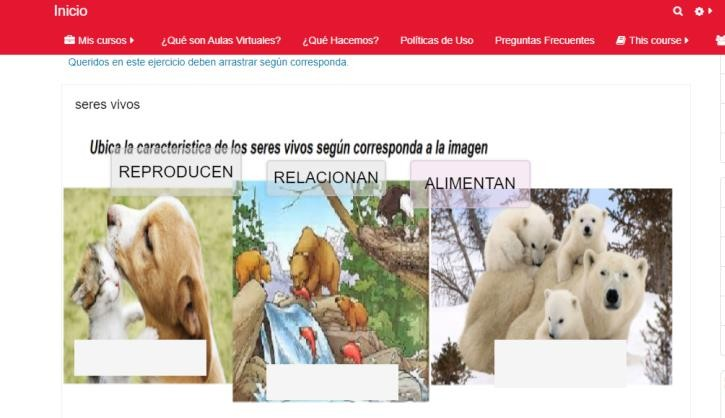 Inicio
Mis cursos ¿Qué son Aulas Virtuales? ¿Qué Hacemos? Políticas de Uso Preguntas Frecuentes This course
Queridos en este ejercicio deben arrastrar según corresponda.
seres vivos
Ubica la caracteristica de los seres vivos según corresponda a la imagen
REPRODUCEN RELACIONAN ALIMENTAN